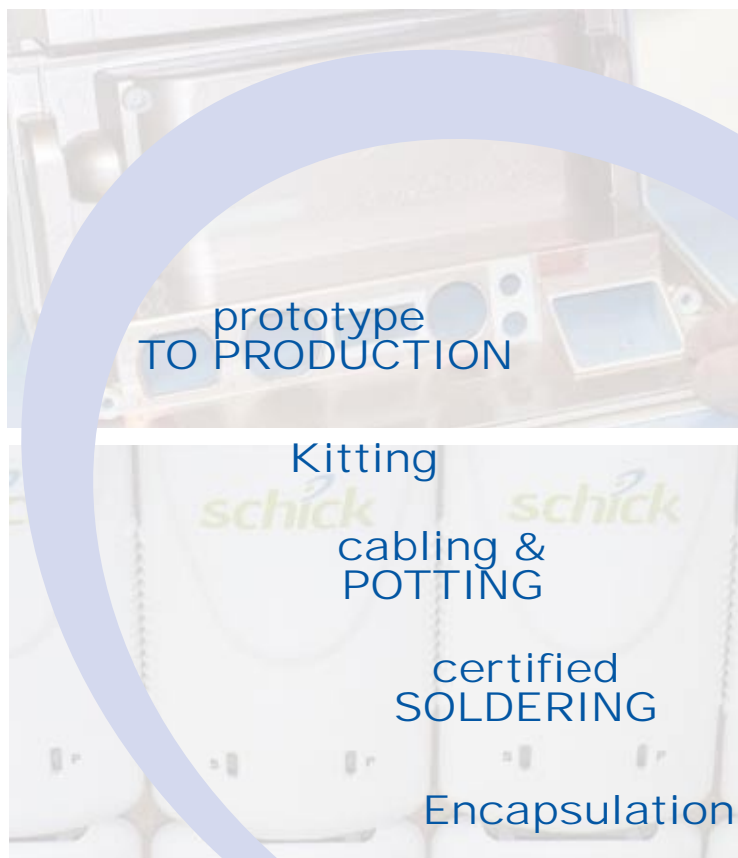 prototype
TO PRODUCTION
Kitting
schick
schick
cabling &
POTTING
certified
SOLDERING
S P
S P
P
Encapsulation